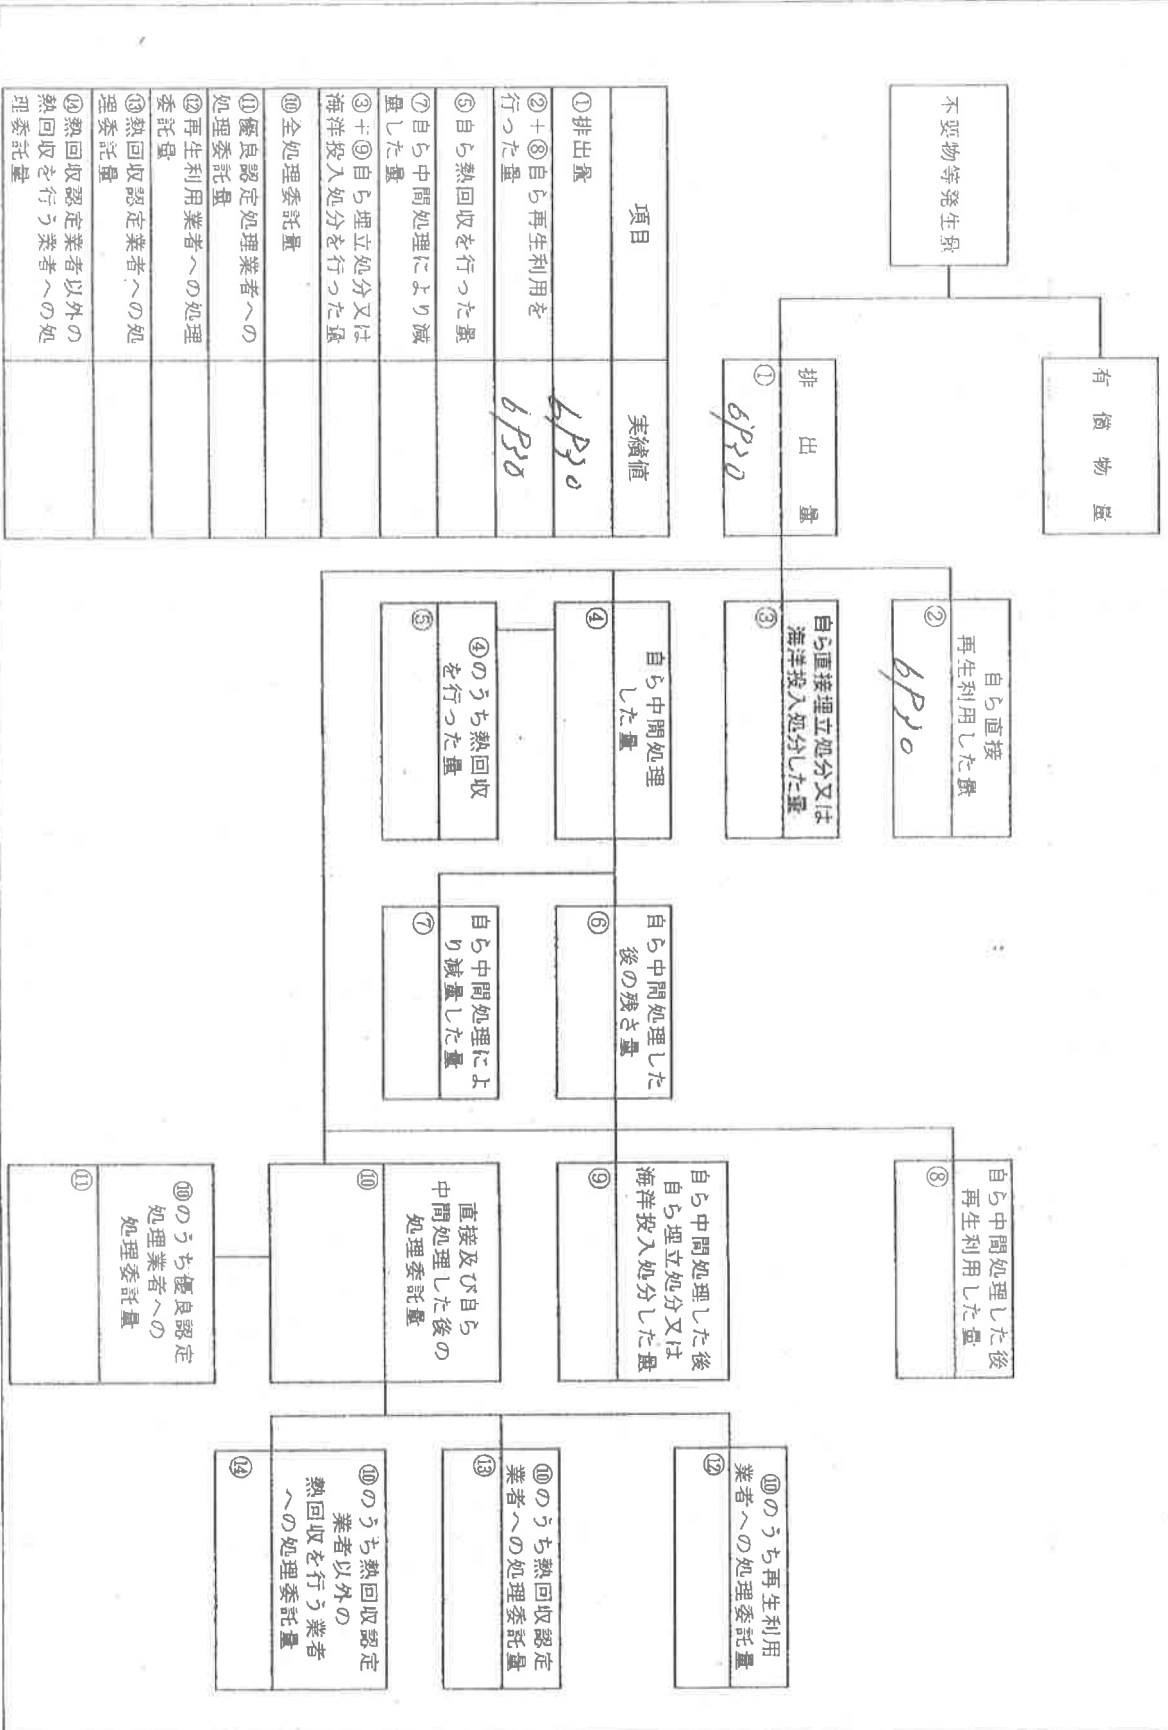 有償物量
不要物等発生量
自ら直接
再生利用した量
②
自ら中間処理した後
再生利用した量
⑧
排出量
①
自ら直接埋立処分又は
海洋投入処分した量
③
自ら中間処理した後
自ら埋立処分又は
海洋投入処分した量
⑨
⑩のうち再生利用
業者への処理委託量
⑫
自ら中間処理
した量
④
自ら中間処理した
後の残さ量
⑥
④のうち熱回収
を行った量
⑤
自ら中間処理によ
り減量した量
⑦
直接及び自ら
中間処理した後の
処理委託量
⑩
⑩のうち熱回収認定
業者への処理委託量
⑬
⑩のうち熱回収認定
業者以外の
熱回収を行う業者
への処理委託量
⑭
⑩のうち優良認定
処理業者への
処理委託量
⑪
項目 実績値
①排出量
②＋⑧自ら再生利用を
行った量
⑤自ら熱回収を行った量
⑦自ら中間処理により減
量した量
③＋⑨自ら埋立処分又は
海洋投入処分を行った量
⑩全処理委託量
⑪優良認定処理業者への
処理委託量
⑫再生利用業者への処理
委託量
⑬熱回収認定業者への処
理委託量
⑭熱回収認定業者以外の
熱回収を行う業者への処
理委託量